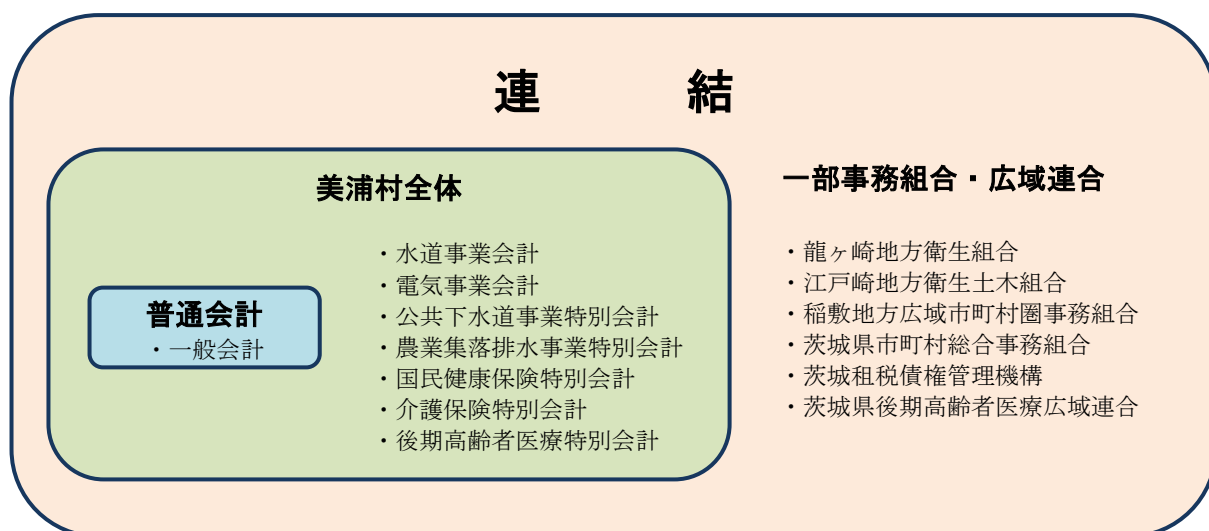 連　結
美浦村全体
普通会計
・一般会計
・水道事業会計
・電気事業会計
・公共下水道事業特別会計
・農業集落排水事業特別会計
・国民健康保険特別会計
・介護保険特別会計
・後期高齢者医療特別会計
一部事務組合・広域連合
・龍ヶ崎地方衛生組合
・江戸崎地方衛生土木組合
・稲敷地方広域市町村圏事務組合
・茨城県市町村総合事務組合
・茨城租税債権管理機構
・茨城県後期高齢者医療広域連合